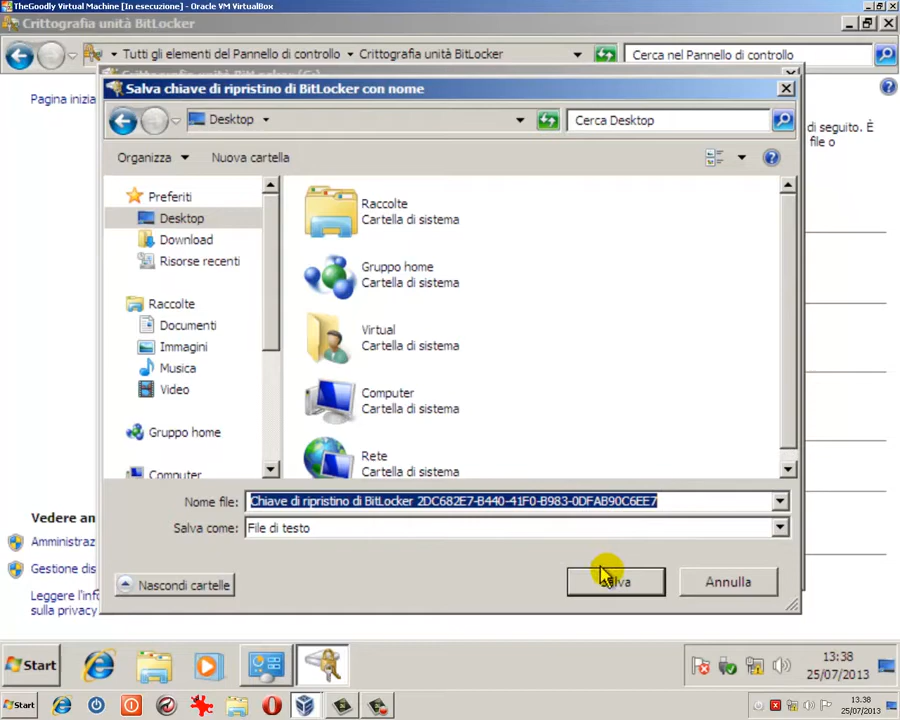 TheGoodly Virtual Machine [In esecuzione] - Oracle VM VirtualBox
Crittografia unità BitLocker
Tutti gli elementi del Pannello di controllo
Crittografia unità BitLocker
Cerca nel Pannello di controllo
Pagina inizia
di seguito. È
file o
Salva chiave di ripristino di BitLocker con nome
Desktop
Cerca Desktop
Organizza
Nuova cartella
Preferiti
Desktop
Download
Risorse recenti
Raccolte
Documenti
Immagini
Musica
Video
Gruppo home
Computer
Raccolte
Cartella di sistema
Gruppo home
Cartella di sistema
Virtual
Cartella di sistema
Computer
Cartella di sistema
Rete
Cartella di sistema
Nome file: Chiave di ripristino di BitLocker 2DC682E7-B440-41F0-B983-0DFAB90C6EE7
Salva come: File di testo
Nascondi cartelle
Salva
Annulla
Vedere an
Amministraz
Gestione dis
Leggere l'info
sulla privacy
Start
13:38
25/07/2013
Start
13.38
25/07/2013